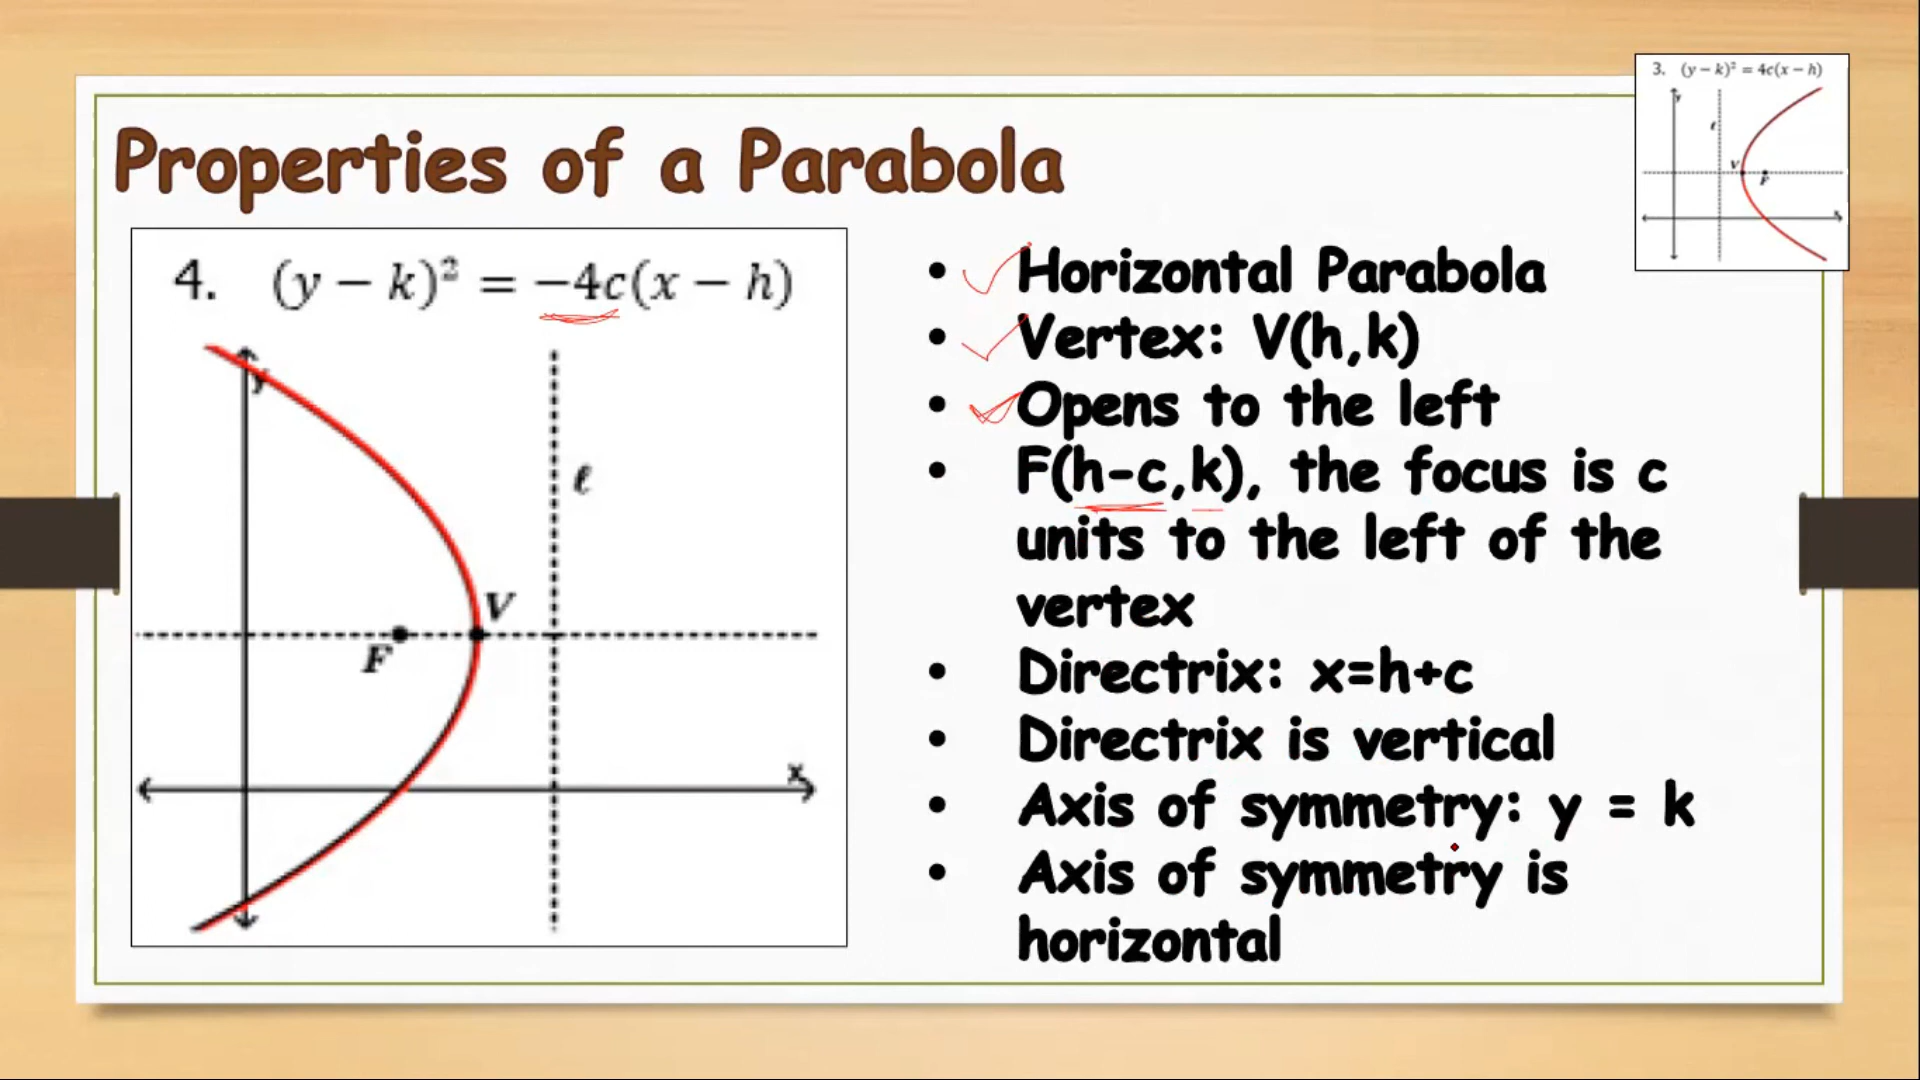 Properties of a Parabola
3. (y − k)² = 4c(x − h)
y
ℓ
V
F
x
4. (y − k)² = −4c(x − h)
y
ℓ
V
F
x
• Horizontal Parabola
• Vertex: V(h,k)
• Opens to the left
• F(h-c,k), the focus is c
units to the left of the
vertex
• Directrix: x=h+c
• Directrix is vertical
• Axis of symmetry: y = k
• Axis of symmetry is
horizontal